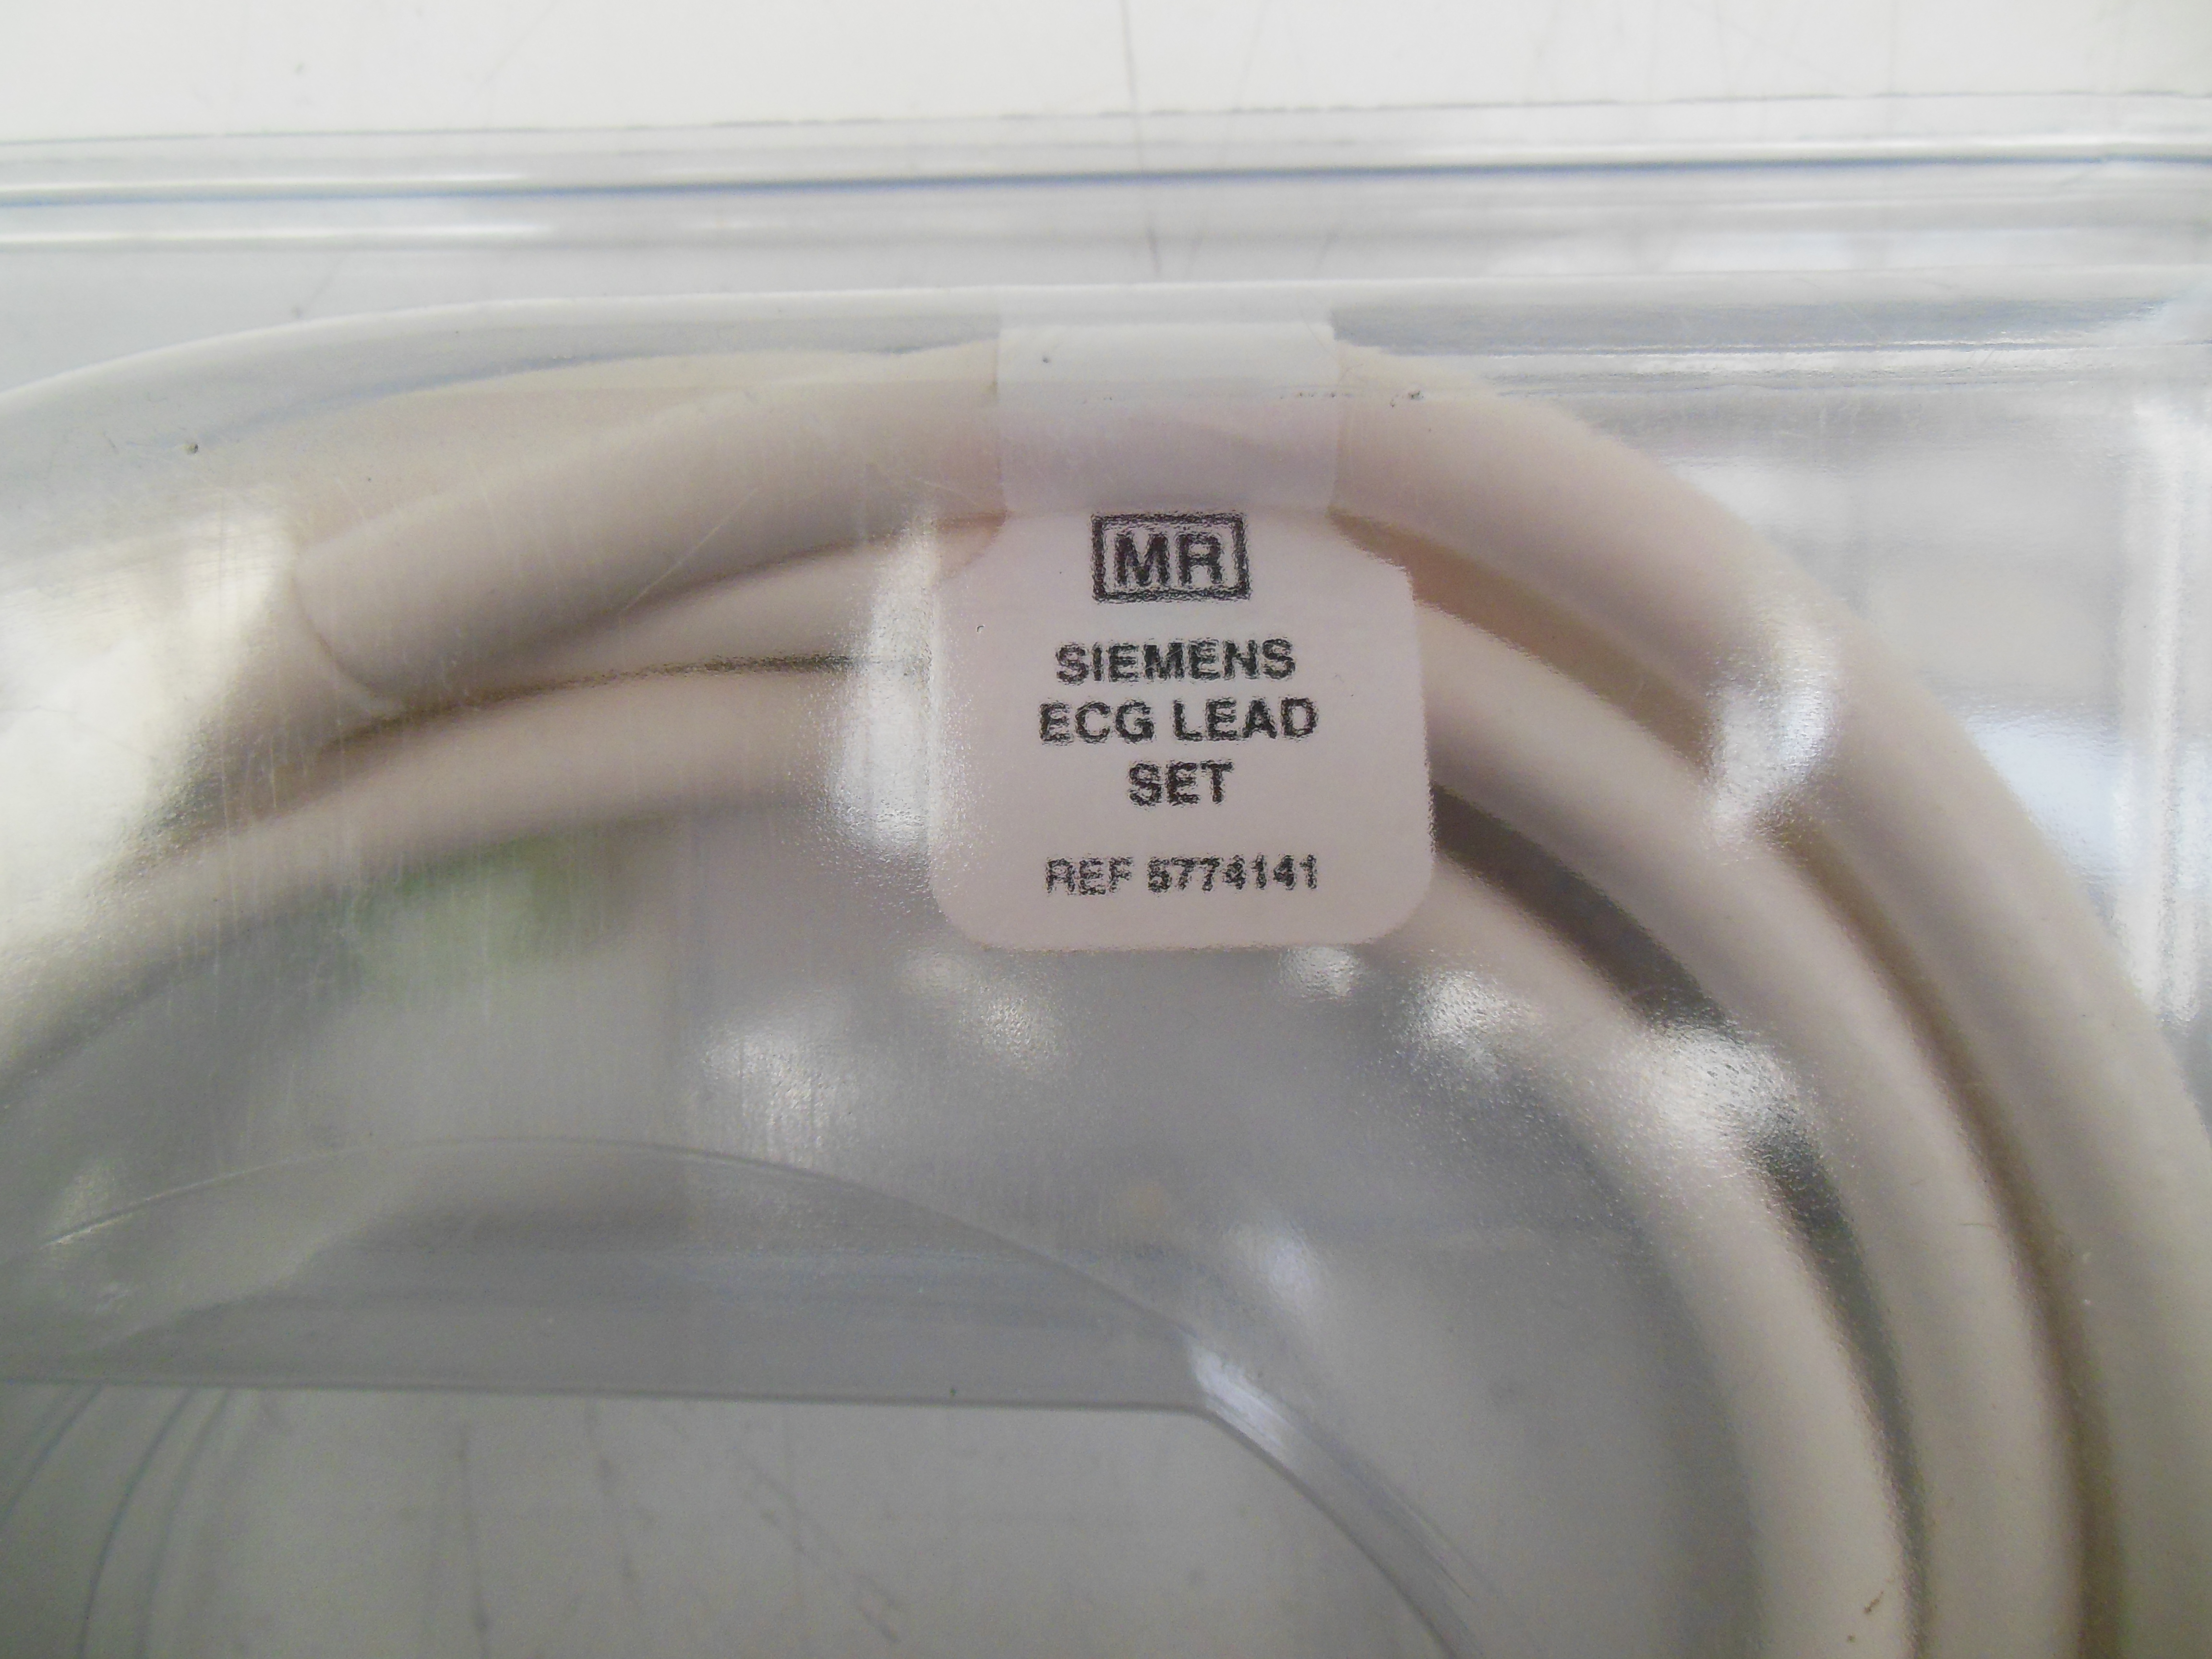 MR
SIEMENS
ECG LEAD
SET
REF 5774141